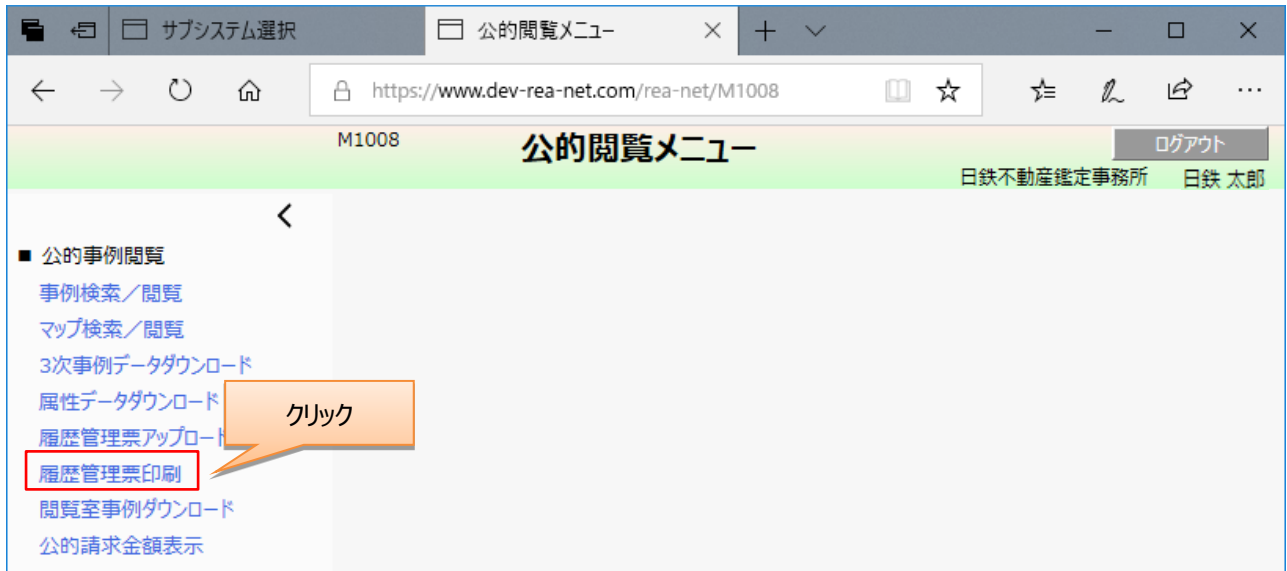 サブシステム選択
公的閲覧メニュー
https://www.dev-rea-net.com/rea-net/M1008
M1008
公的閲覧メニュー
ログアウト
日鉄不動産鑑定事務所 日鉄 太郎
■ 公的事例閲覧
事例検索／閲覧
マップ検索／閲覧
3次事例データダウンロード
属性データダウンロード
履歴管理票アップロード
クリック
履歴管理票印刷
閲覧室事例ダウンロード
公的請求金額表示